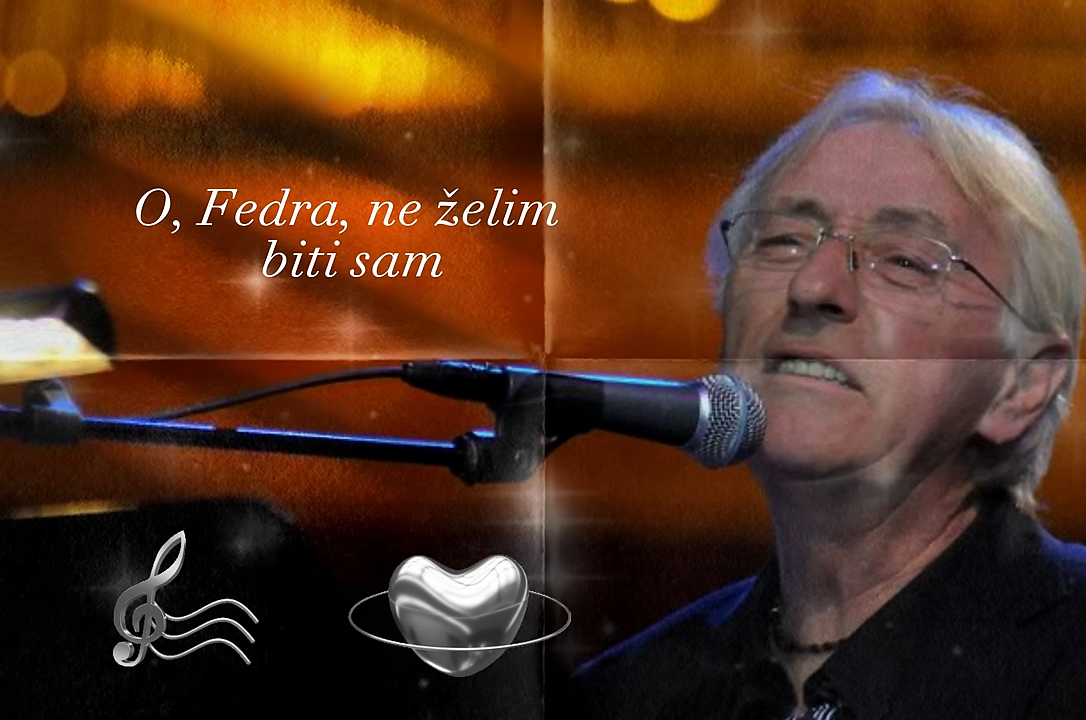 O, Fedra, ne želim
biti sam